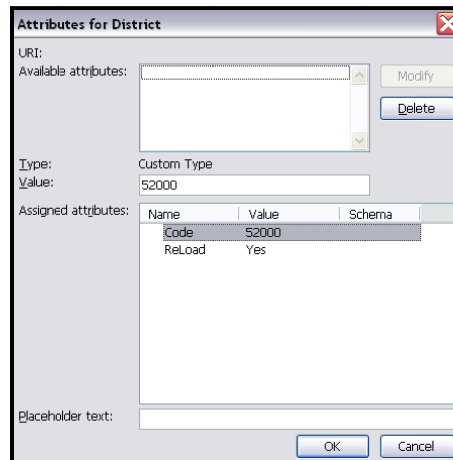 Attributes for District
URI:
Available attributes:
Modify
Delete
Type: Custom Type
Value: 52000
Assigned attributes: Name Value Schema
Code 52000
ReLoad Yes
Placeholder text:
OK Cancel